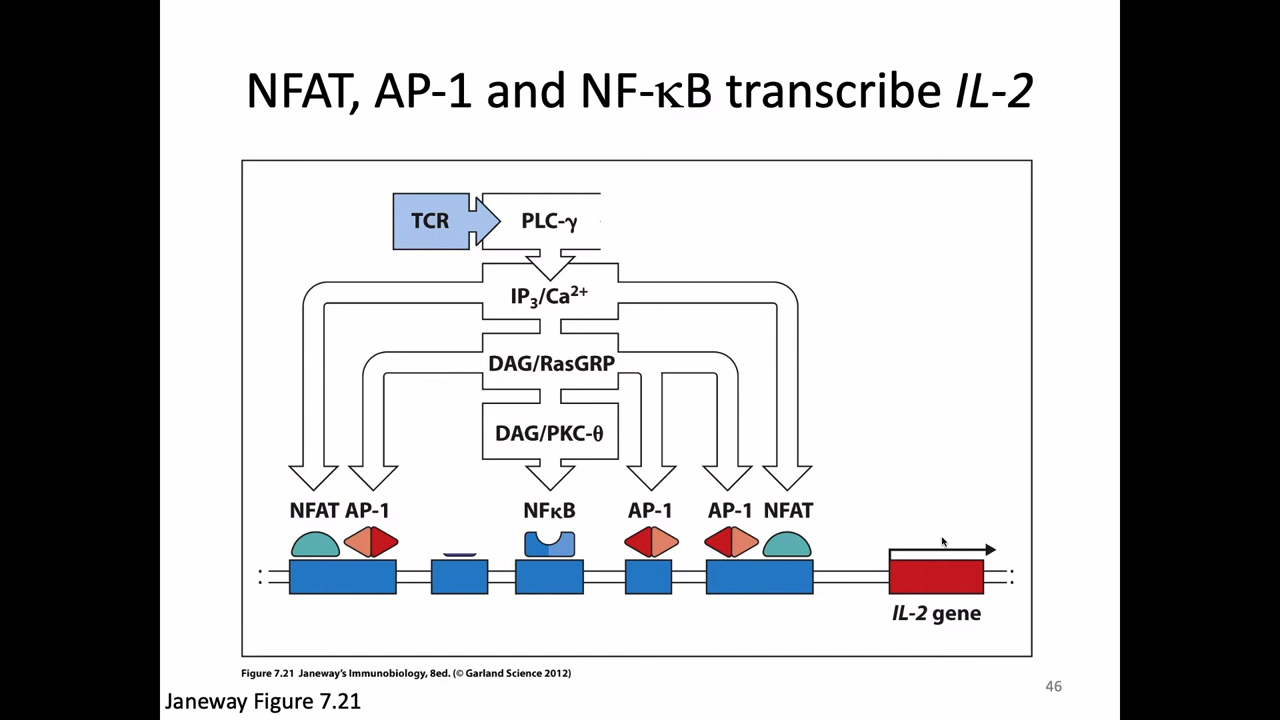 NFAT, AP-1 and NF-κB transcribe IL-2
TCR
PLC-γ
IP₃/Ca²⁺
DAG/RasGRP
DAG/PKC-θ
NFAT AP-1 NFκB AP-1 AP-1 NFAT
IL-2 gene
Figure 7.21 Janeway's Immunobiology, 8ed. (© Garland Science 2012)
Janeway Figure 7.21
46